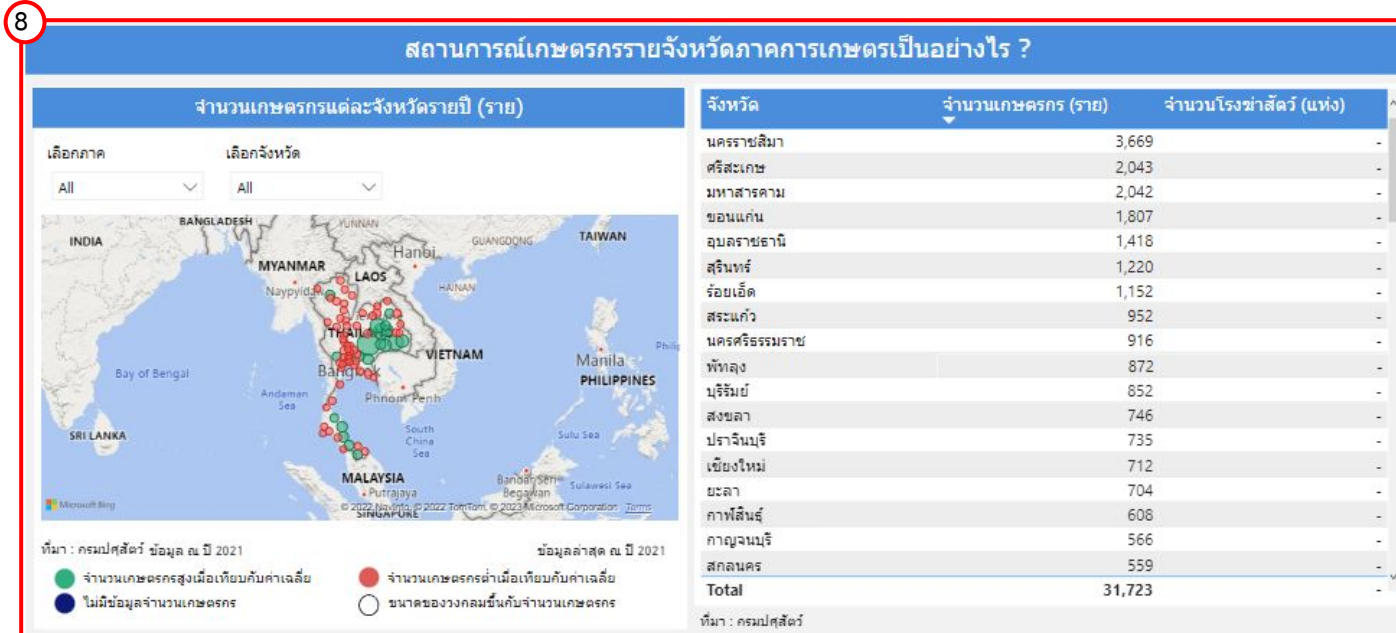 8
สถานการณ์เกษตรกรรายจังหวัดภาคการเกษตรเป็นอย่างไร ?
จำนวนเกษตรกรแต่ละจังหวัดรายปี (ราย)
เลือกภาค เลือกจังหวัด
All All
BANGLADESH
YUNNAN
INDIA
GUANGDONG
TAIWAN
Hanoi
MYANMAR
LAOS
HAINAN
THAILAND
VIETNAM
Manila
Bay of Bengal
Bangkok
PHILIPPINES
Andaman Sea
Phnom Penh
SRI LANKA
South China Sea
Sulu Sea
MALAYSIA
Putrajaya
Bandar Seri Begawan
Sulawesi Sea
SINGAPORE
Microsoft Bing
© 2022 NavInfo, © 2022 TomTom, © 2023 Microsoft Corporation Terms
ที่มา : กรมปศุสัตว์ ข้อมูล ณ ปี 2021 ข้อมูลล่าสุด ณ ปี 2021
จำนวนเกษตรกรสูงเมื่อเทียบกับค่าเฉลี่ย จำนวนเกษตรกรต่ำเมื่อเทียบกับค่าเฉลี่ย
ไม่มีข้อมูลจำนวนเกษตรกร ขนาดของวงกลมขึ้นกับจำนวนเกษตรกร
จังหวัด จำนวนเกษตรกร (ราย) จำนวนโรงฆ่าสัตว์ (แห่ง)
นครราชสีมา 3,669 -
ศรีสะเกษ 2,043 -
มหาสารคาม 2,042 -
ขอนแก่น 1,807 -
อุบลราชธานี 1,418 -
สุรินทร์ 1,220 -
ร้อยเอ็ด 1,152 -
สระแก้ว 952 -
นครศรีธรรมราช 916 -
พัทลุง 872 -
บุรีรัมย์ 852 -
สงขลา 746 -
ปราจีนบุรี 735 -
เชียงใหม่ 712 -
ยะลา 704 -
กาฬสินธุ์ 608 -
กาญจนบุรี 566 -
สกลนคร 559 -
Total 31,723 -
ที่มา : กรมปศุสัตว์